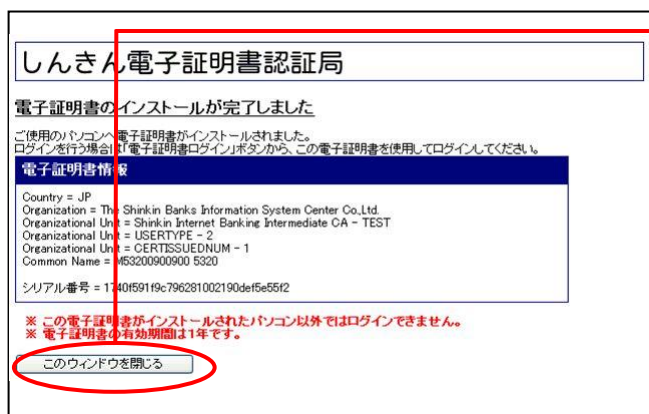 しんきん電子証明書認証局
電子証明書のインストールが完了しました
ご使用のパソコンへ電子証明書がインストールされました。
ログインを行う場合は「電子証明書ログイン」ボタンから、この電子証明書を使用してログインしてください。
電子証明書情報
Country = JP
Organization = The Shinkin Banks Information System Center Co.,Ltd.
Organizational Unit = Shinkin Internet Banking Intermediate CA - TEST
Organizational Unit = USERTYPE - 2
Organizational Unit = CERTISSUEDNUM - 1
Common Name = M53200900900 5320
シリアル番号 = 1740f591f9c796281002190def5e55f2
※ この電子証明書がインストールされたパソコン以外ではログインできません。
※ 電子証明書の有効期間は1年です。
このウィンドウを閉じる